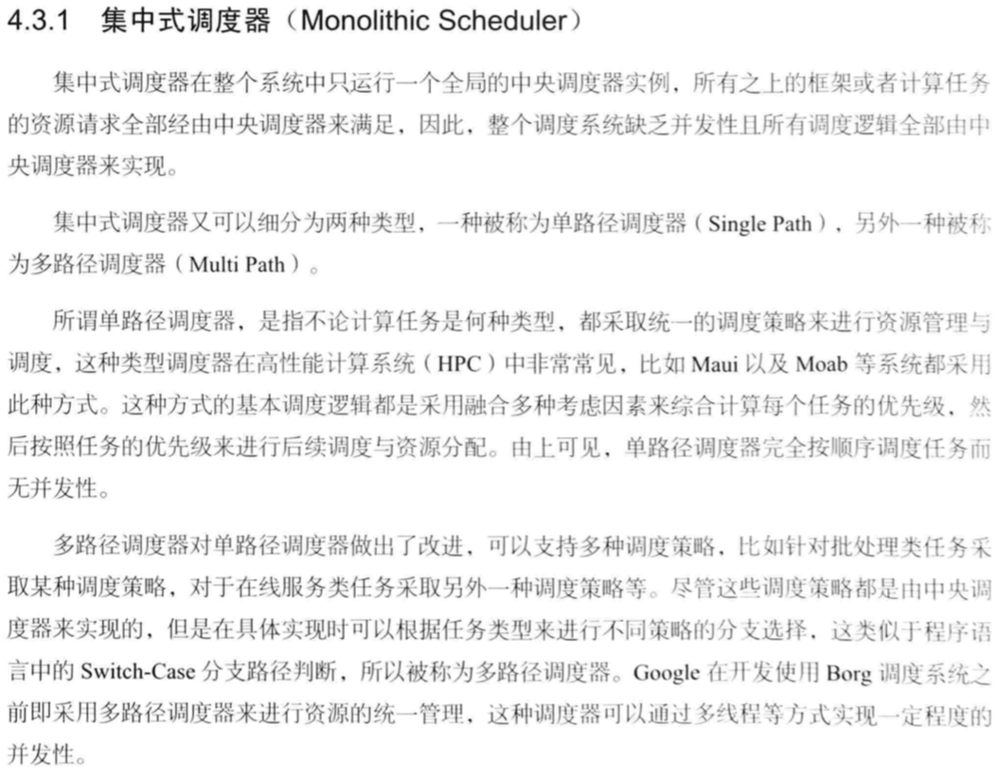 4.3.1 集中式调度器（Monolithic Scheduler）
集中式调度器在整个系统中只运行一个全局的中央调度器实例，所有之上的框架或者计算任务
的资源请求全部经由中央调度器来满足，因此，整个调度系统缺乏并发性且所有调度逻辑全部由中
央调度器来实现。
集中式调度器又可以细分为两种类型，一种被称为单路径调度器（Single Path），另外一种被称
为多路径调度器（Multi Path）。
所谓单路径调度器，是指不论计算任务是何种类型，都采取统一的调度策略来进行资源管理与
调度，这种类型调度器在高性能计算系统（HPC）中非常常见，比如 Maui 以及 Moab 等系统都采用
此种方式。这种方式的基本调度逻辑都是采用融合多种考虑因素来综合计算每个任务的优先级，然
后按照任务的优先级来进行后续调度与资源分配。由上可见，单路径调度器完全按顺序调度任务而
无并发性。
多路径调度器对单路径调度器做出了改进，可以支持多种调度策略，比如针对批处理类任务采
取某种调度策略，对于在线服务类任务采取另外一种调度策略等。尽管这些调度策略都是由中央调
度器来实现的，但是在具体实现时可以根据任务类型来进行不同策略的分支选择，这类似于程序语
言中的 Switch-Case 分支路径判断，所以被称为多路径调度器。Google 在开发使用 Borg 调度系统之
前即采用多路径调度器来进行资源的统一管理，这种调度器可以通过多线程等方式实现一定程度的
并发性。